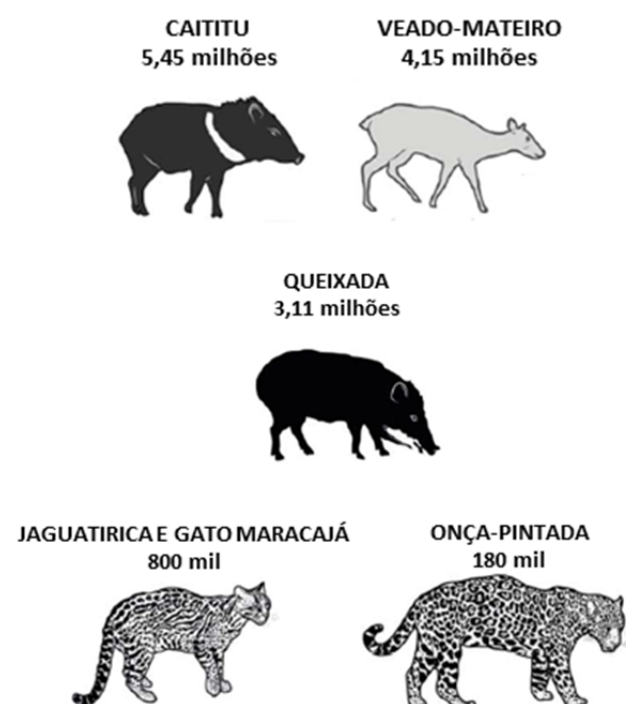 CAITITU
5,45 milhões
VEADO-MATEIRO
4,15 milhões
QUEIXADA
3,11 milhões
JAGUATIRICA E GATO MARACAJÁ
800 mil
ONÇA-PINTADA
180 mil